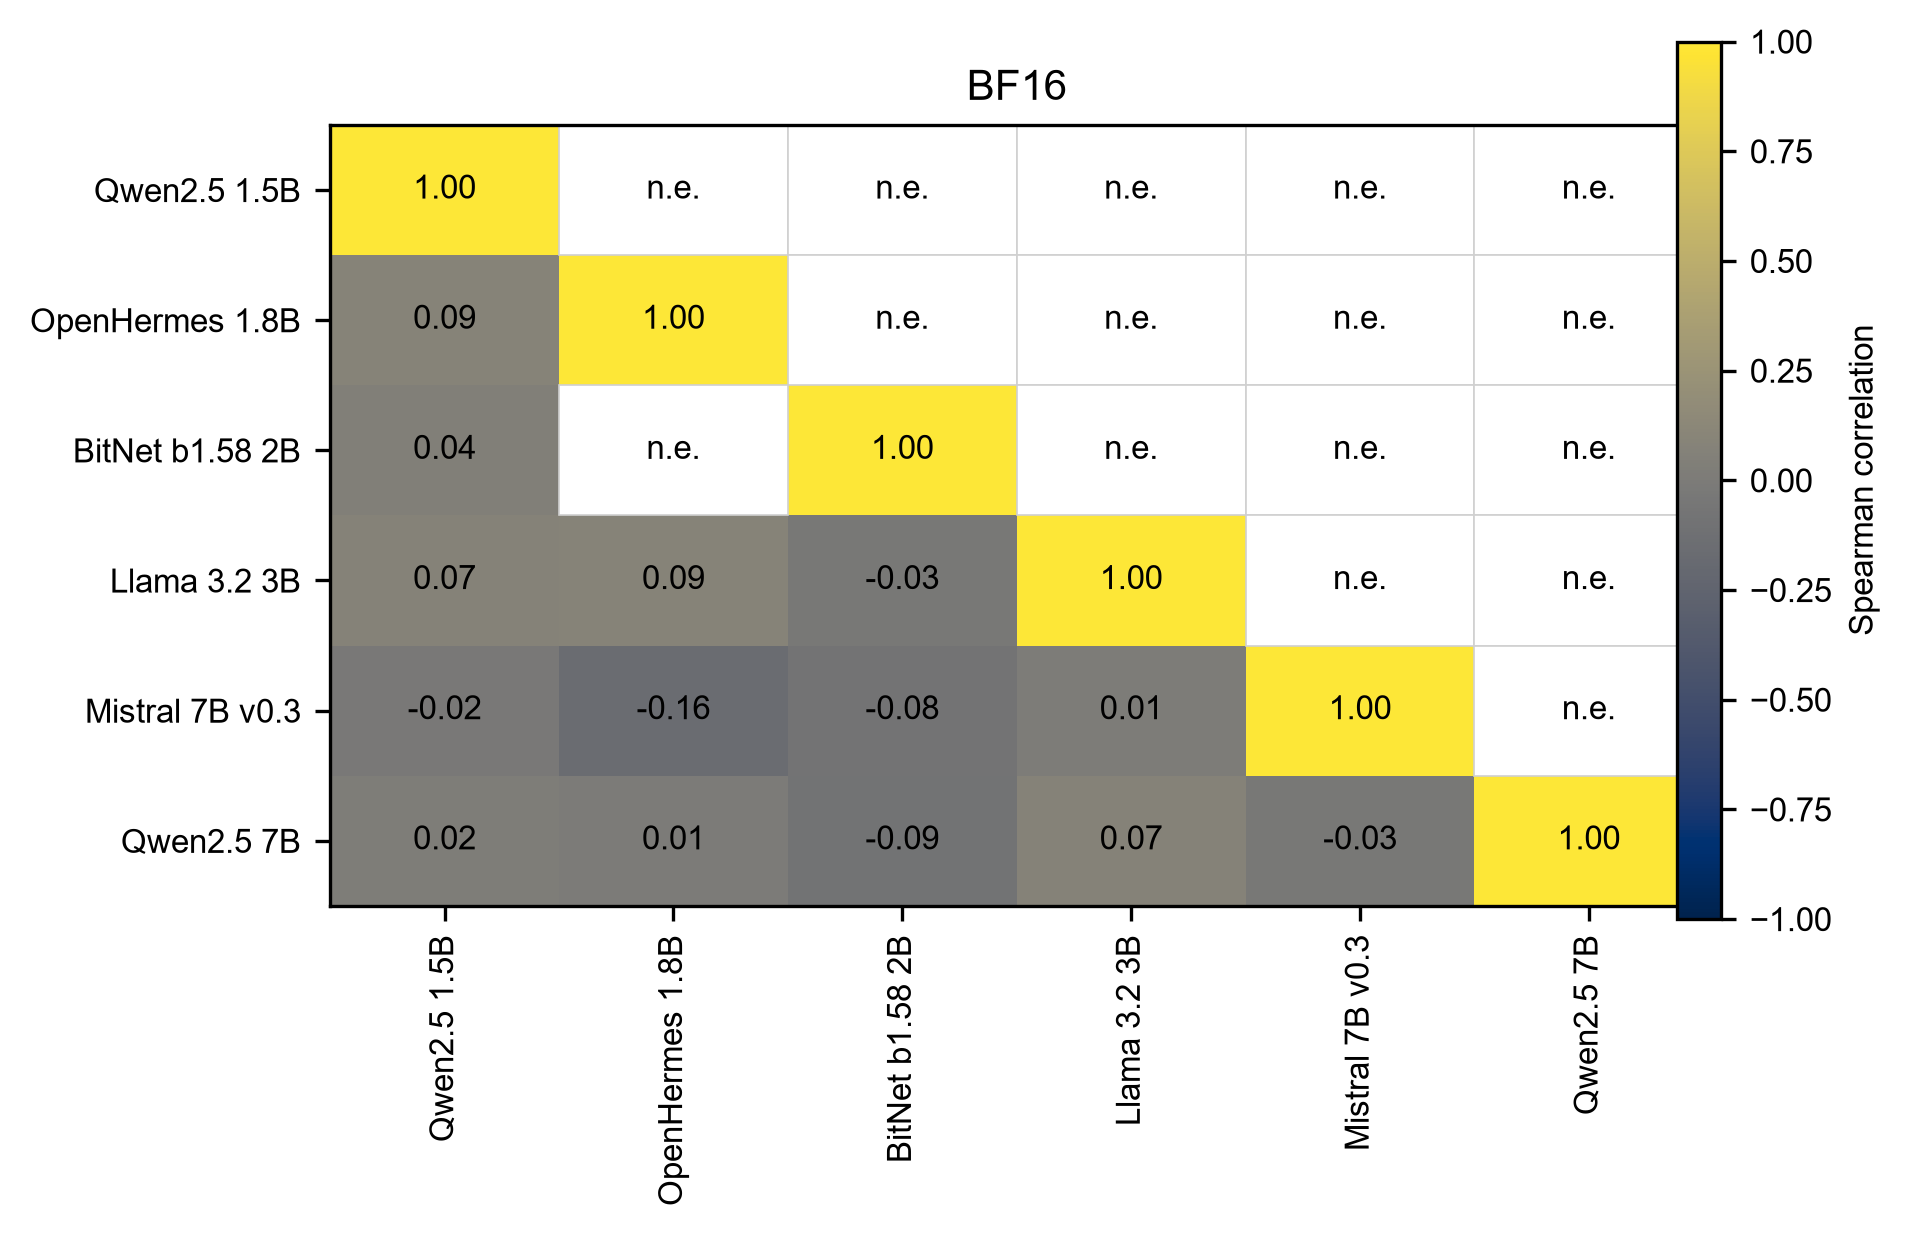 BF16
Qwen2.5 1.5B 1.00 n.e. n.e. n.e. n.e. n.e.
OpenHermes 1.8B 0.09 1.00 n.e. n.e. n.e. n.e.
BitNet b1.58 2B 0.04 n.e. 1.00 n.e. n.e. n.e.
Llama 3.2 3B 0.07 0.09 -0.03 1.00 n.e. n.e.
Mistral 7B v0.3 -0.02 -0.16 -0.08 0.01 1.00 n.e.
Qwen2.5 7B 0.02 0.01 -0.09 0.07 -0.03 1.00
Qwen2.5 1.5B
OpenHermes 1.8B
BitNet b1.58 2B
Llama 3.2 3B
Mistral 7B v0.3
Qwen2.5 7B
1.00
0.75
0.50
0.25
0.00
−0.25
−0.50
−0.75
−1.00
Spearman correlation